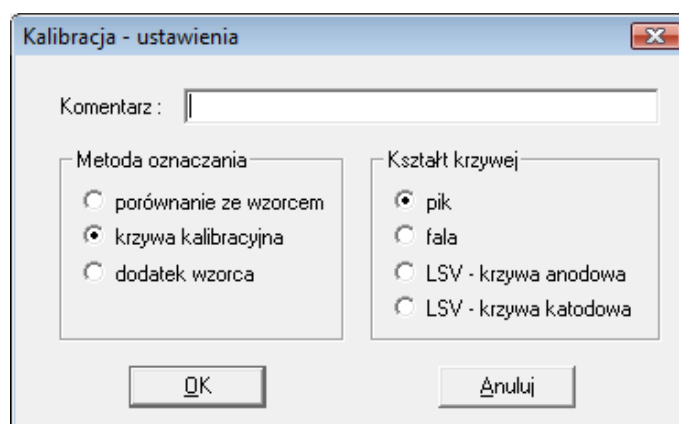 Kalibracja - ustawienia
Komentarz :
Metoda oznaczania
porównanie ze wzorcem
krzywa kalibracyjna
dodatek wzorca
Kształt krzywej
pik
fala
LSV - krzywa anodowa
LSV - krzywa katodowa
OK
Anuluj